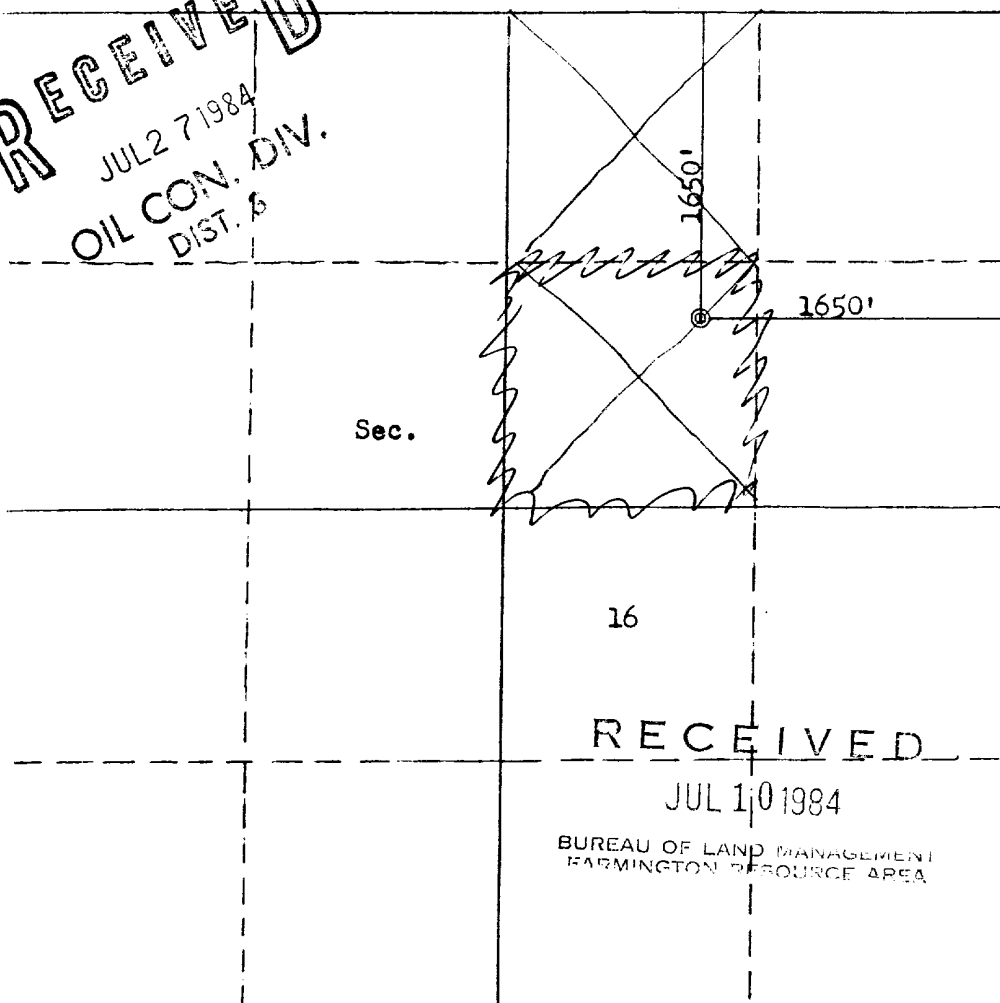 RECEIVED
JUL 27 1984
OIL CON. DIV.
DIST.
1650'
1650'
Sec.
16
RECEIVED
JUL 10 1984
BUREAU OF LAND MANAGEMENT
FARMINGTON RESOURCE AREA